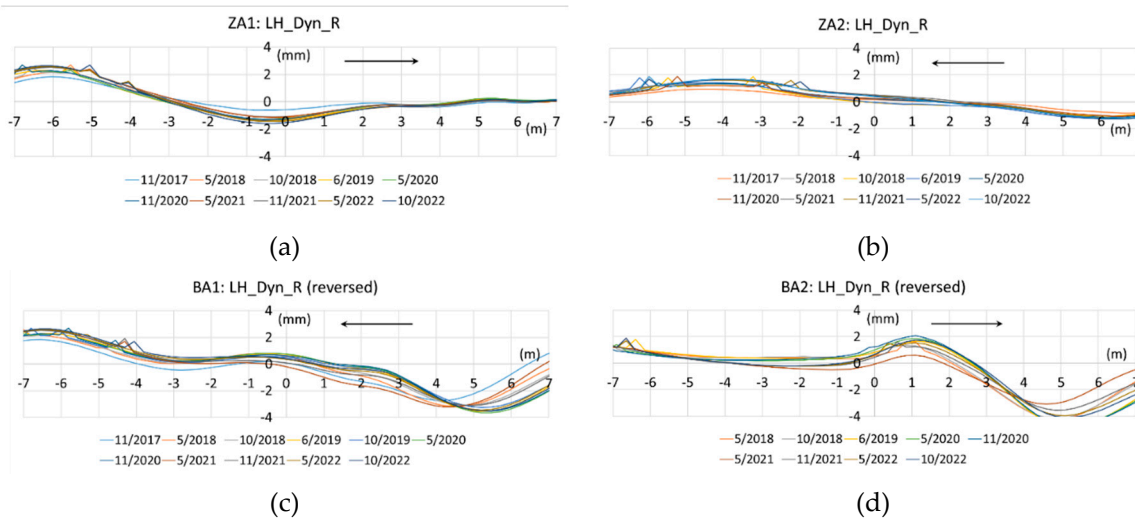 ZA1: LH_Dyn_R
4
(mm)
2
0
-7 -6 -5 -4 -3 -2 -1 0 1 2 3 4 5 6 7
-2
(m)
-4
11/2017 5/2018 10/2018 6/2019 5/2020
11/2020 5/2021 11/2021 5/2022 10/2022
(a)
ZA2: LH_Dyn_R
4
(mm)
2
0
-7 -6 -5 -4 -3 -2 -1 0 1 2 3 4 5 6 7
-2
(m)
-4
11/2017 5/2018 10/2018 6/2019 5/2020
11/2020 5/2021 11/2021 5/2022 10/2022
(b)
BA1: LH_Dyn_R (reversed)
4
(mm)
2
(m)
0
-7 -6 -5 -4 -3 -2 -1 0 1 2 3 4 5 6 7
-2
-4
11/2017 5/2018 10/2018 6/2019 10/2019 5/2020
11/2020 5/2021 11/2021 5/2022 10/2022
(c)
BA2: LH_Dyn_R (reversed)
4
(mm)
2
(m)
0
-7 -6 -5 -4 -3 -2 -1 0 1 2 3 4 5 6 7
-2
-4
5/2018 10/2018 6/2019 5/2020 11/2020
5/2021 11/2021 5/2022 10/2022
(d)